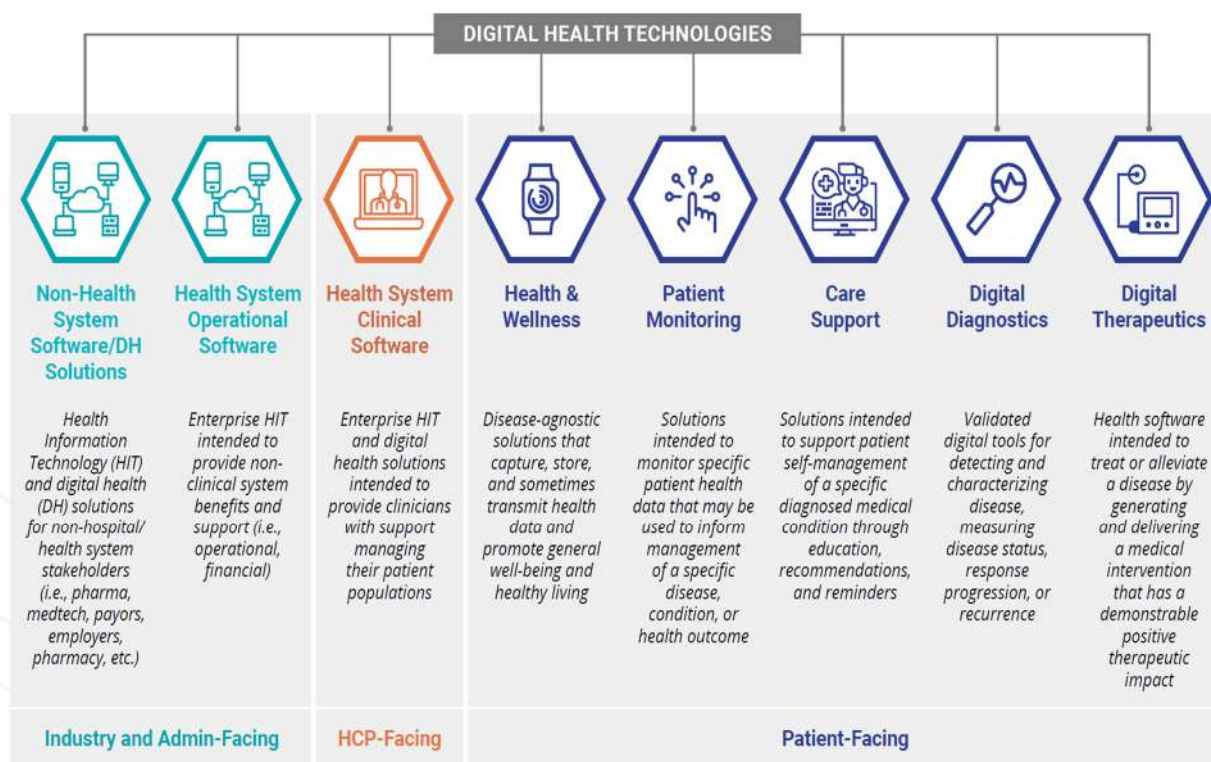 DIGITAL HEALTH TECHNOLOGIES
Non-Health
System
Software/DH
Solutions
Health
Information
Technology (HIT)
and digital health
(DH) solutions
for non-hospital/
health system
stakeholders
(i.e., pharma,
medtech, payors,
employers,
pharmacy, etc.)
Health System
Operational
Software
Enterprise HIT
intended to
provide non-
clinical system
benefits and
support (i.e.,
operational,
financial)
Industry and Admin-Facing
Health System
Clinical
Software
Enterprise HIT
and digital
health solutions
intended to
provide clinicians
with support
managing
their patient
populations
HCP-Facing
Health &
Wellness
Disease-agnostic
solutions that
capture, store,
and sometimes
transmit health
data and
promote general
well-being and
healthy living
Patient
Monitoring
Solutions
intended to
monitor specific
patient health
data that may be
used to inform
management
of a specific
disease,
condition, or
health outcome
Care
Support
Solutions intended
to support patient
self-management
of a specific
diagnosed medical
condition through
education,
recommendations,
and reminders
Digital
Diagnostics
Validated
digital tools for
detecting and
characterizing
disease,
measuring
disease status,
response
progression, or
recurrence
Digital
Therapeutics
Health software
intended to
treat or alleviate
a disease by
generating
and delivering
a medical
intervention
that has a
demonstrable
positive
therapeutic
impact
Patient-Facing